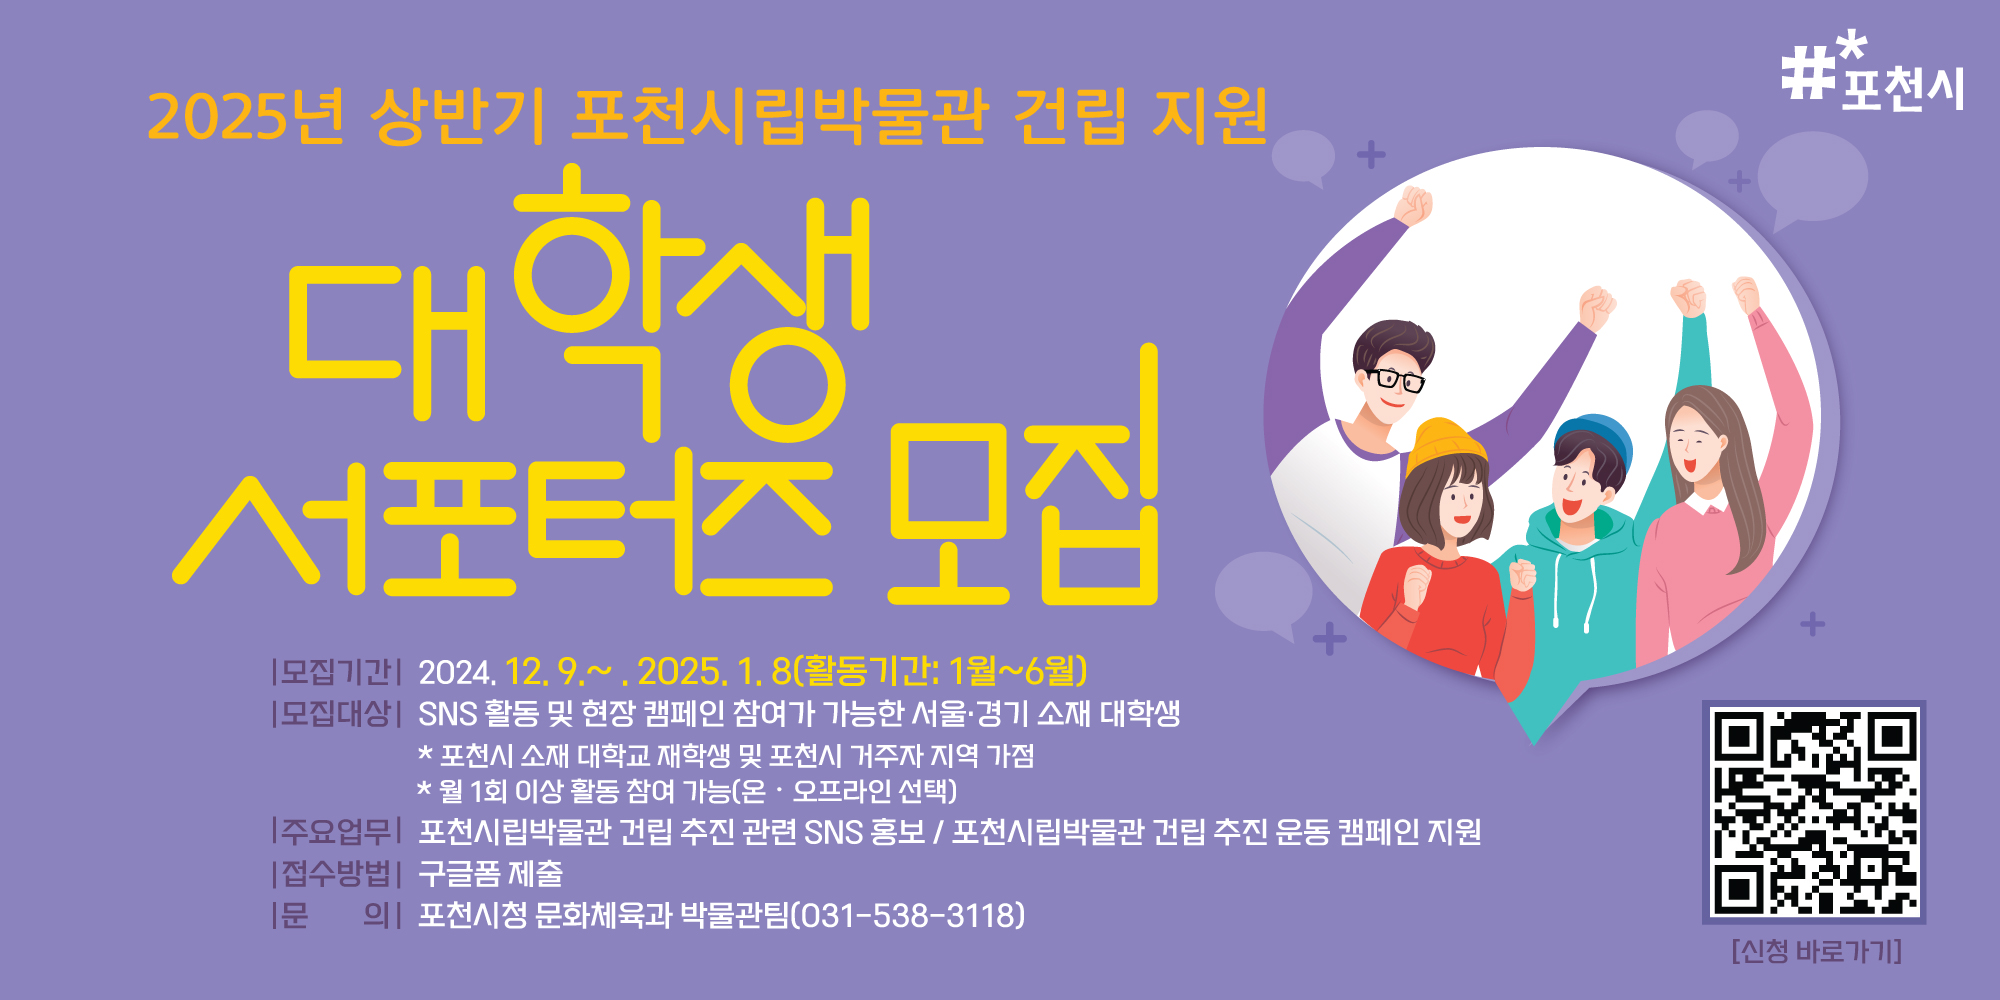 #*포천시
2025년 상반기 포천시립박물관 건립 지원
대학생
서포터즈 모집
|모집기간| 2024. 12. 9.~ . 2025. 1. 8(활동기간: 1월~6월)
|모집대상| SNS 활동 및 현장 캠페인 참여가 가능한 서울·경기 소재 대학생
* 포천시 소재 대학교 재학생 및 포천시 거주자 지역 가점
* 월 1회 이상 활동 참여 가능(온 · 오프라인 선택)
|주요업무| 포천시립박물관 건립 추진 관련 SNS 홍보 / 포천시립박물관 건립 추진 운동 캠페인 지원
|접수방법| 구글폼 제출
|문 의| 포천시청 문화체육과 박물관팀(031-538-3118)
[신청 바로가기]